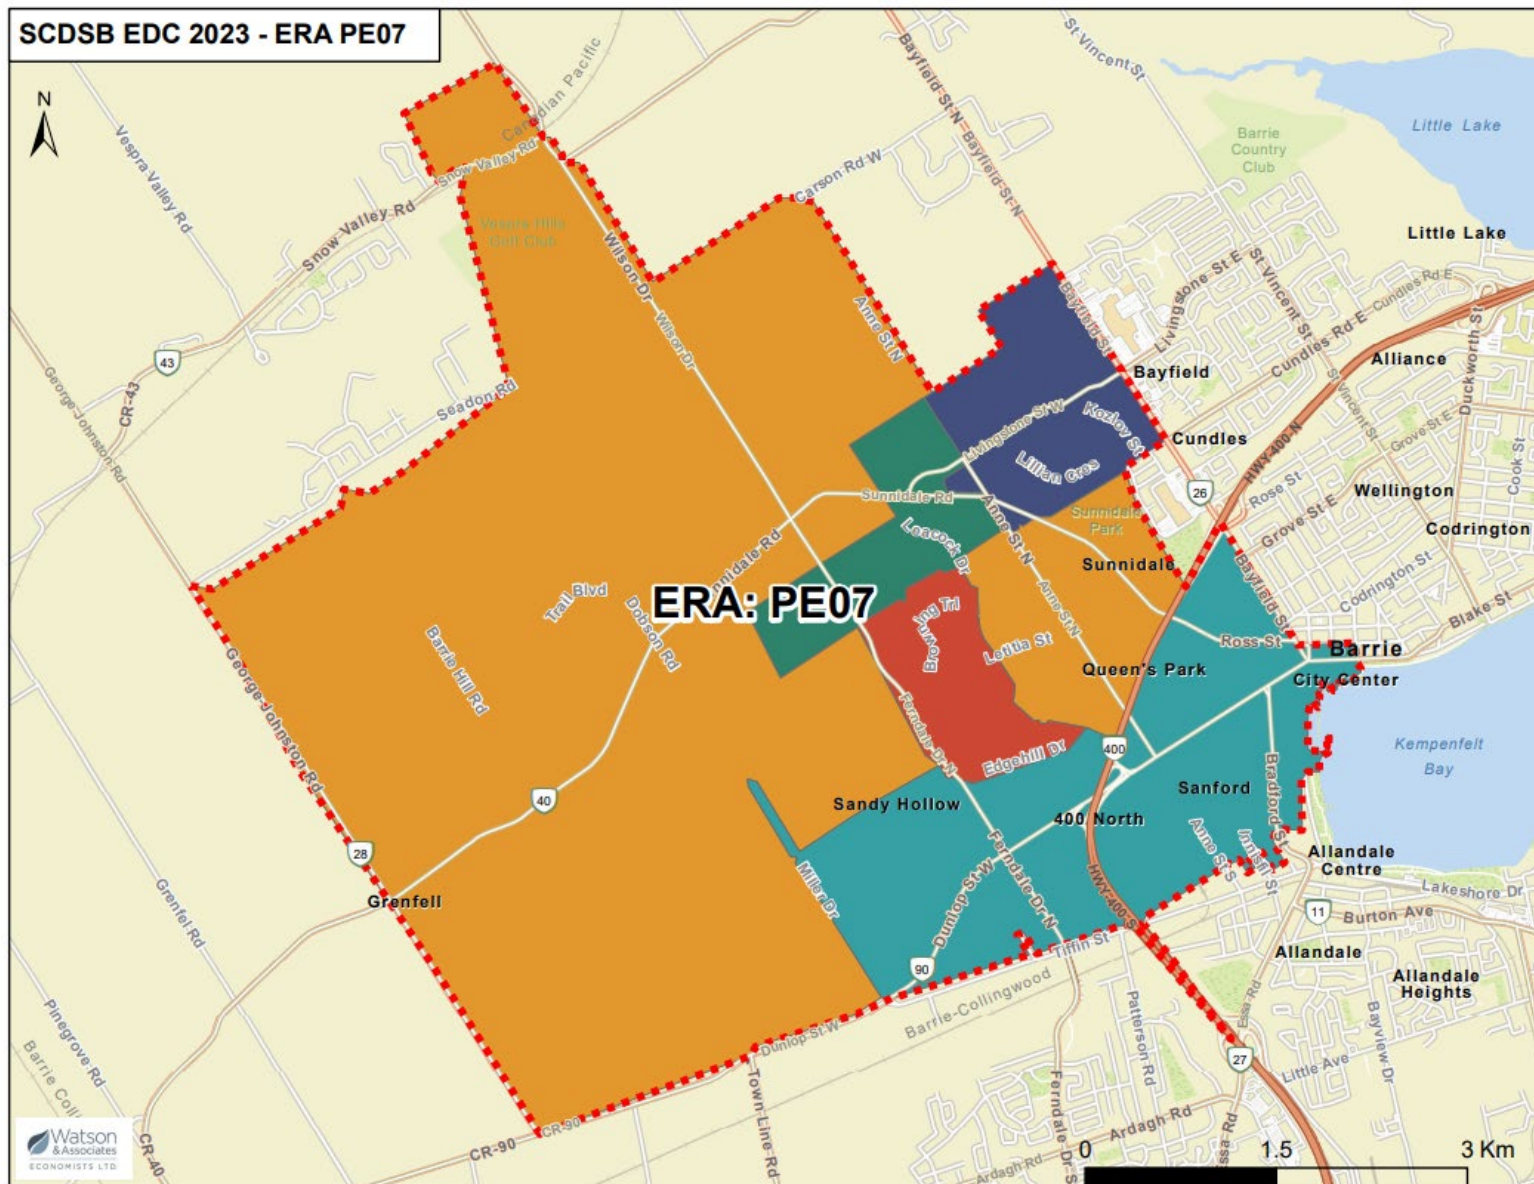 SCDSB EDC 2023 - ERA PE07
N
Canadian Pacific
Bayfield St N
St Vincent St
Vespra Valley Rd
Snow Valley Rd
Snow Valley Rd
Vespra Hills
Golf Club
Wilson Dr
Wilson Dr
Carson Rd W
Bayfield St N
Barrie
Country
Club
Little Lake
Little Lake
Livingstone St E
St Vincent St
Cundles Rd E
Cundles Rd E
Anne St N
Bayfield St
43
CR-43
George Johnston Rd
Seadon Rd
Bayfield
Alliance
St Vincent St
Duckworth St
Kozlov St
Cundles
Livingstone St W
Lillian Cres
HWY-400-N
Grove St E
Cook St
26
Rose St
Wellington
Sunnidale Rd
Anne St N
Sunnidale
Park
Grove St E
Codrington
Leacock Dr
Sunnidale
Bayfield St
Codrington St
Blake St
Trail Blvd
Dobson Rd
ERA: PE07
Anne St N
Letitia St
Ross St
Barrie
City Center
Queen's Park
Barrie Hill Rd
George Johnston Rd
Ferndale Dr N
Edgehill Dr
400
Kempenfelt
Bay
Bradford St
Sanford
Sandy Hollow
400 North
40
28
Grenfell
Grenfel Rd
Miller Dr
Dunlop St W
Ferndale Dr N
HWY-400-S
Anne St S
Innisfil St
Allandale
Centre
Lakeshore Dr
11
Burton Ave
90
Tiffin St
Allandale
Allandale
Heights
Barrie-Collingwood
Essa Rd
Patterson Rd
Bayview Dr
Dunlop St W
27
Little Ave
Pinegrove Rd
Town Line Rd
Ferndale Dr S
Ardagh Rd
Ardagh Rd
Essa Rd
CR-90
CR-90
CR-40
Watson
& Associates
ECONOMISTS LTD
0
1.5
3 Km